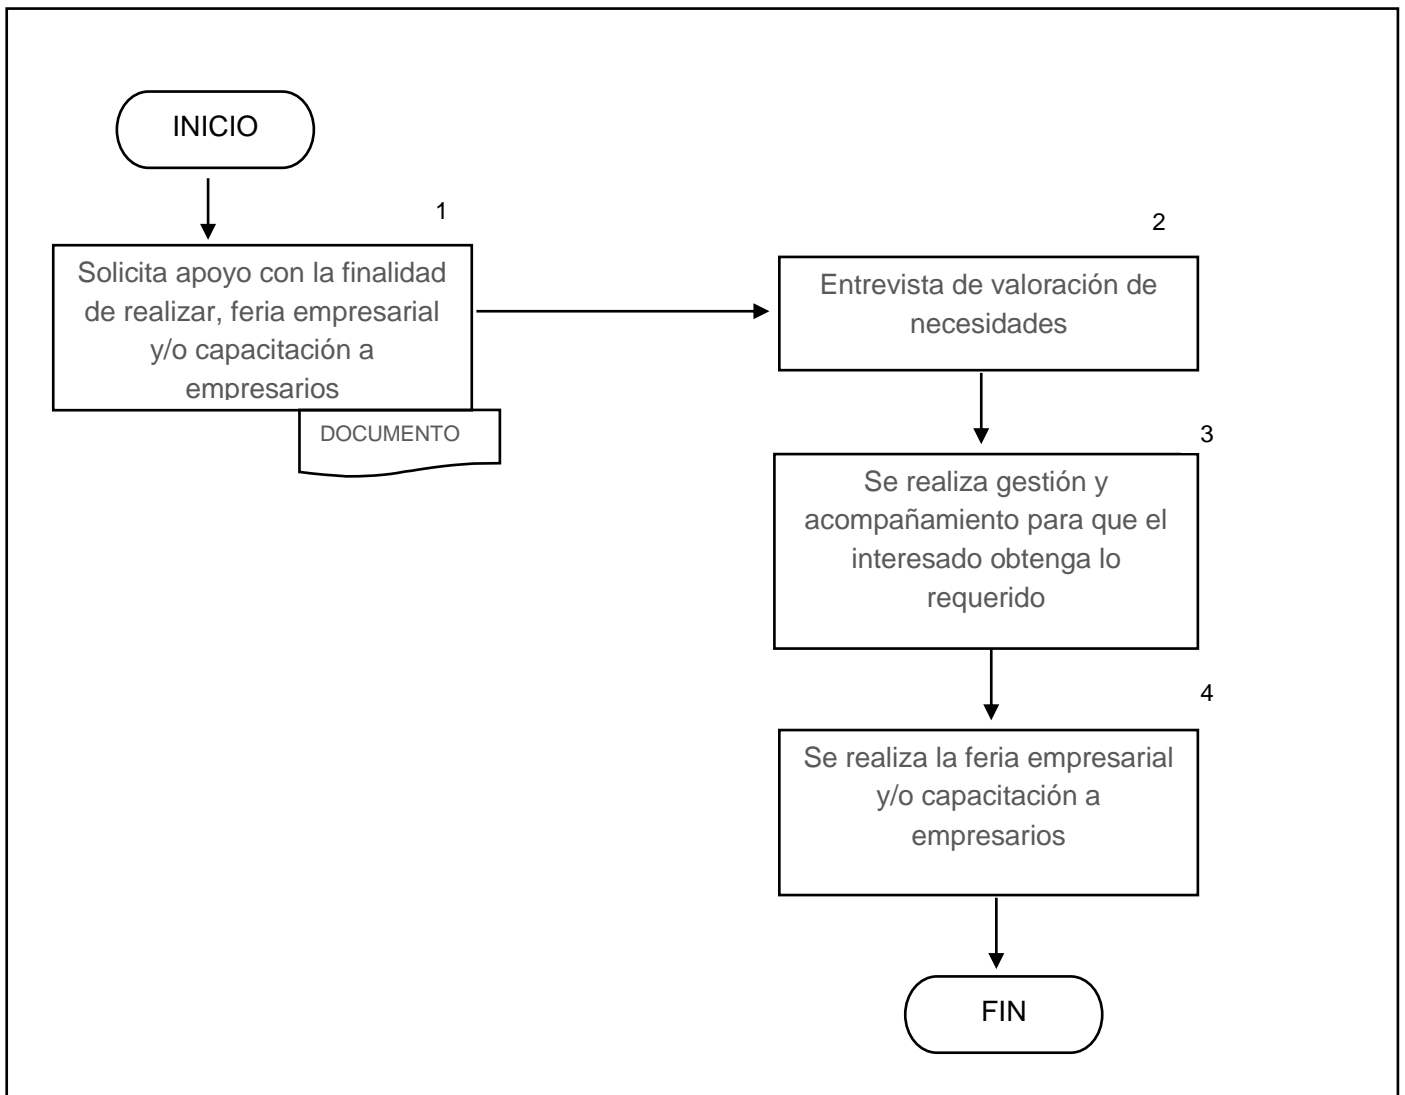 INICIO
1
Solicita apoyo con la finalidad
de realizar, feria empresarial
y/o capacitación a
empresarios
DOCUMENTO
2
Entrevista de valoración de
necesidades
3
Se realiza gestión y
acompañamiento para que el
interesado obtenga lo
requerido
4
Se realiza la feria empresarial
y/o capacitación a
empresarios
FIN